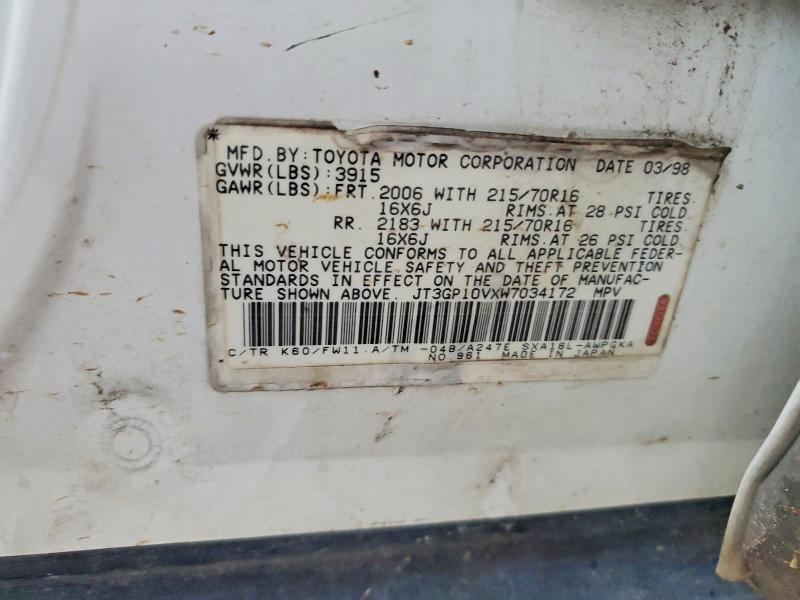 *
MFD. BY: TOYOTA MOTOR CORPORATION DATE 03/98
GVWR(LBS):3915
GAWR(LBS):FRT. 2006 WITH 215/70R16 TIRES.
16X6J RIMS.AT 28 PSI COLD.
RR. 2183 WITH 215/70R16 TIRES.
16X6J RIMS.AT 26 PSI COLD.
THIS VEHICLE CONFORMS TO ALL APPLICABLE FEDER-
AL MOTOR VEHICLE SAFETY AND THEFT PREVENTION
STANDARDS IN EFFECT ON THE DATE OF MANUFAC-
TURE SHOWN ABOVE. JT3GP10VXW7034172 MPV
C/TR K60/FW11.A/TM -04B/A247E SXA16L-AWPGKA
NO.961 MADE IN JAPAN